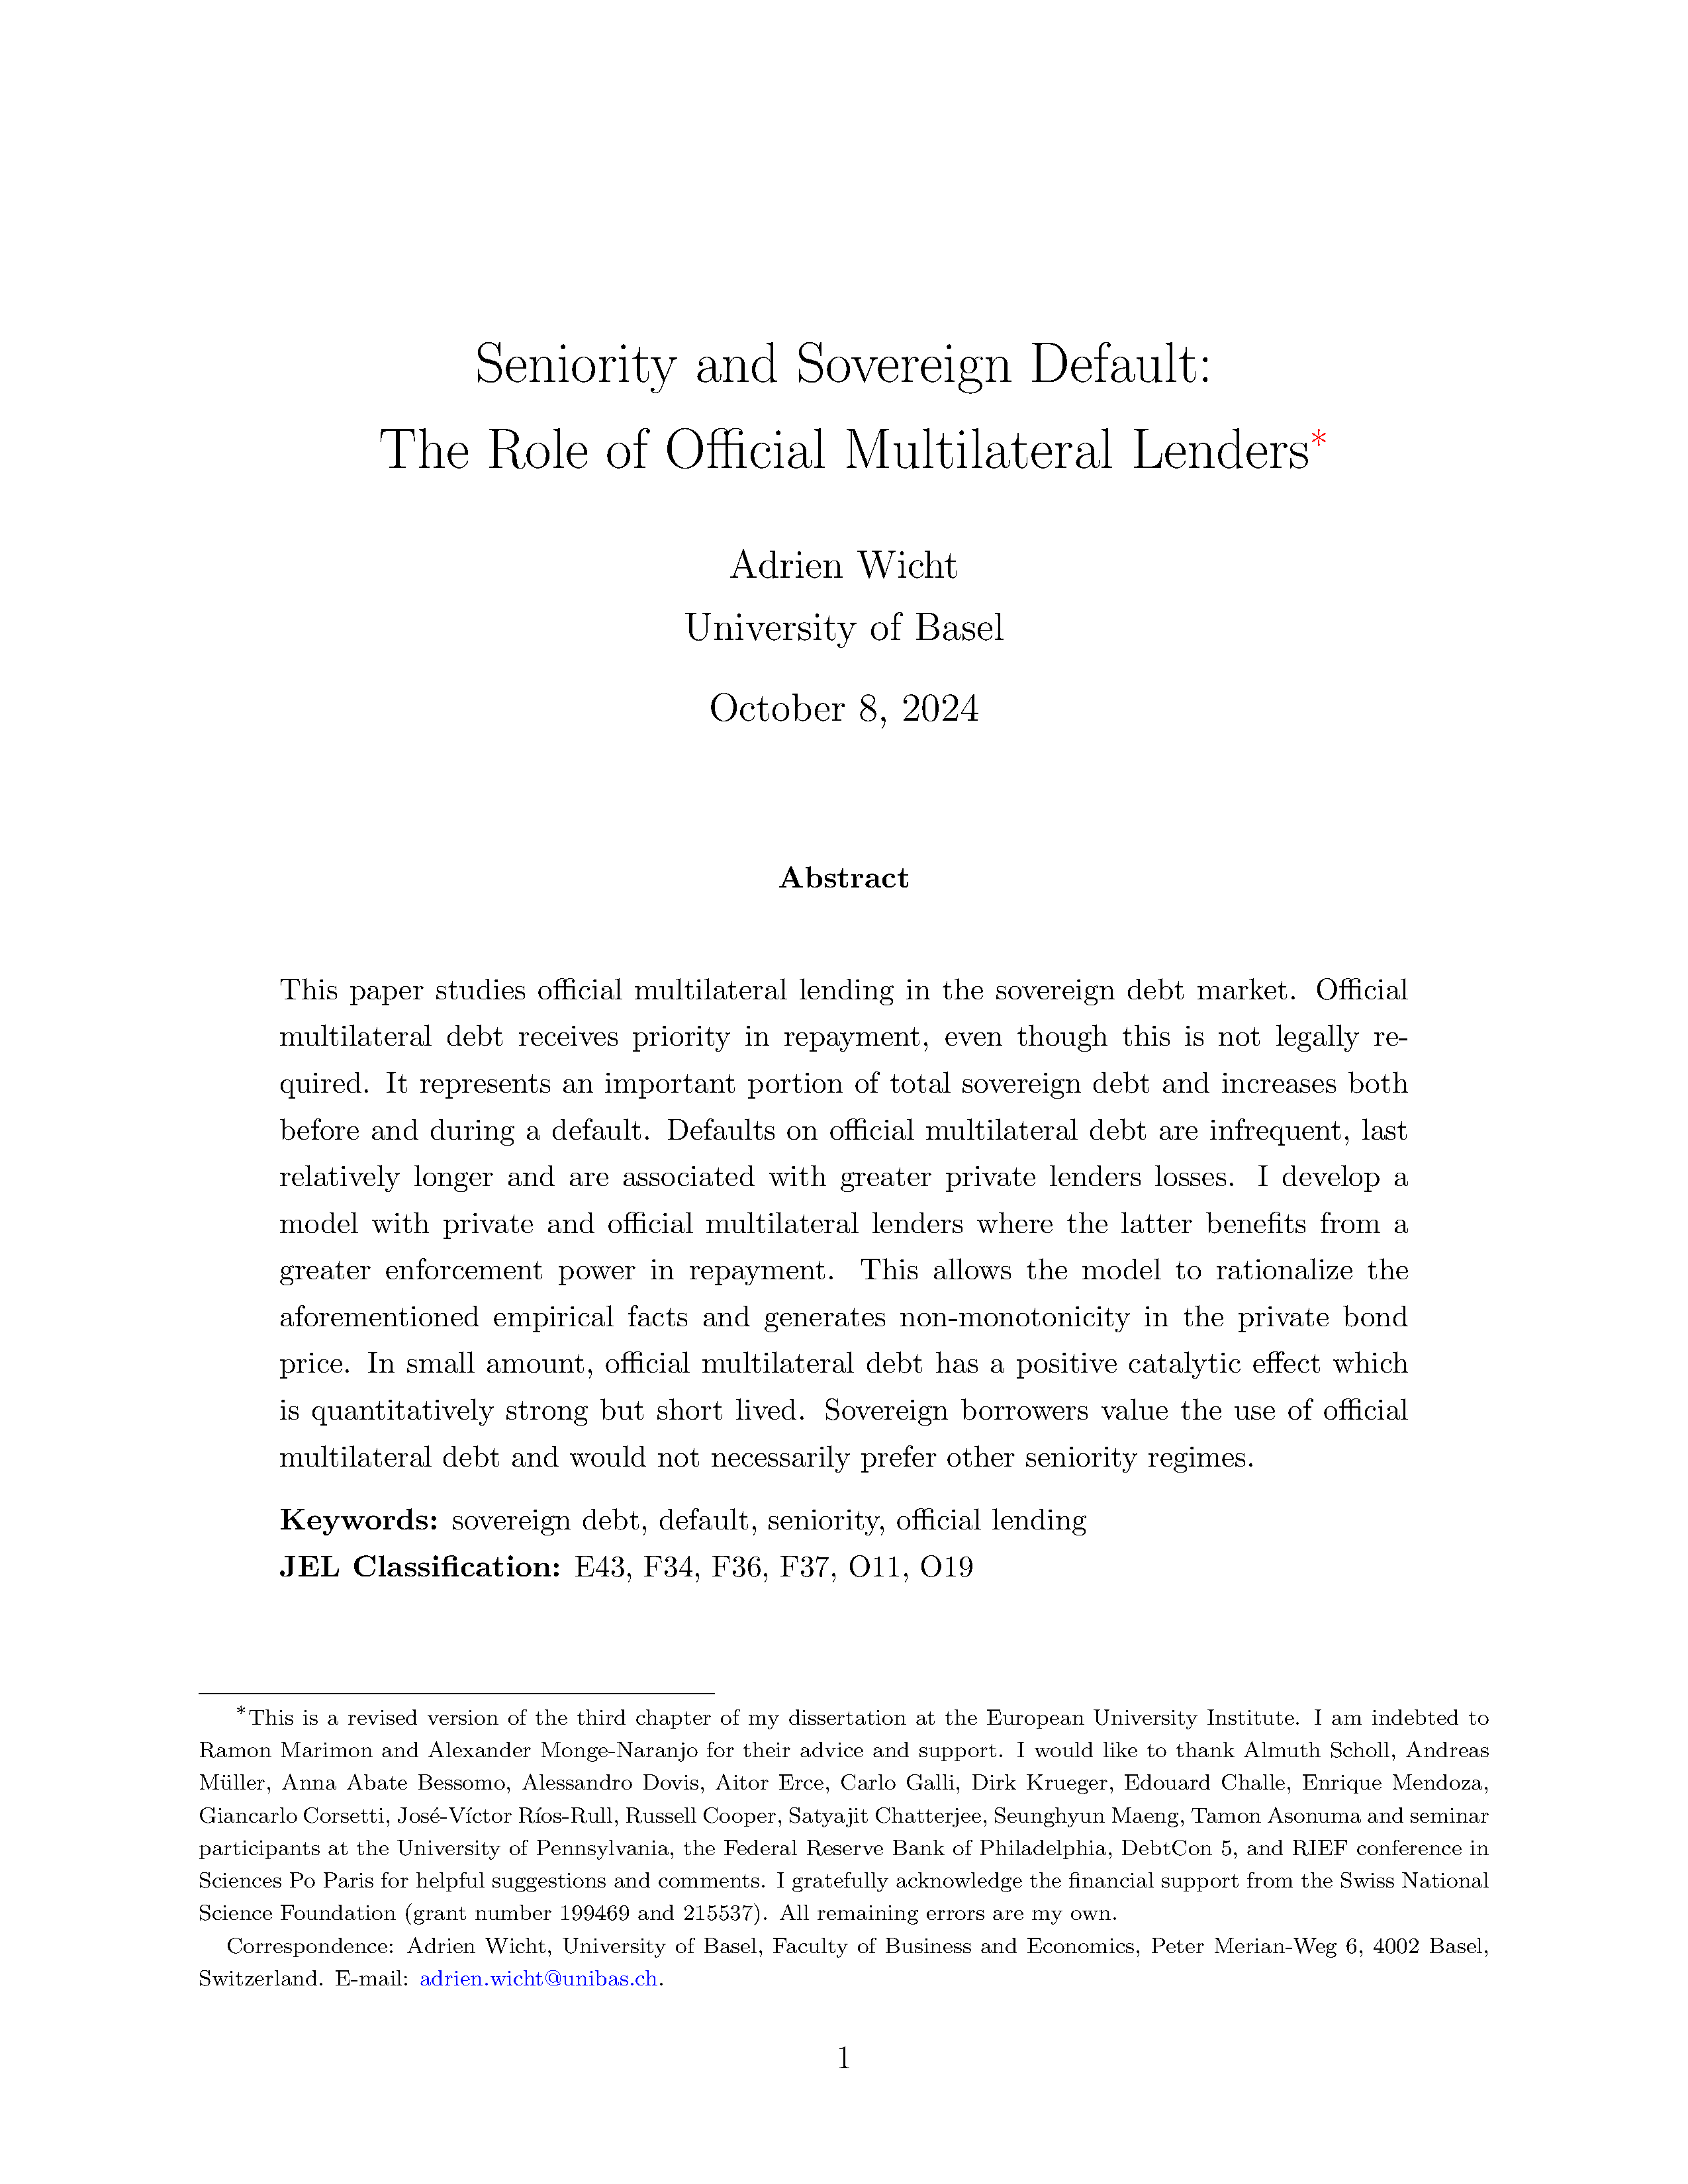 Seniority and Sovereign Default:
The Role of Official Multilateral Lenders*
Adrien Wicht
University of Basel
October 8, 2024
Abstract
This paper studies official multilateral lending in the sovereign debt market. Official
multilateral debt receives priority in repayment, even though this is not legally re-
quired. It represents an important portion of total sovereign debt and increases both
before and during a default. Defaults on official multilateral debt are infrequent, last
relatively longer and are associated with greater private lenders losses. I develop a
model with private and official multilateral lenders where the latter benefits from a
greater enforcement power in repayment. This allows the model to rationalize the
aforementioned empirical facts and generates non-monotonicity in the private bond
price. In small amount, official multilateral debt has a positive catalytic effect which
is quantitatively strong but short lived. Sovereign borrowers value the use of official
multilateral debt and would not necessarily prefer other seniority regimes.
Keywords: sovereign debt, default, seniority, official lending
JEL Classification: E43, F34, F36, F37, O11, O19
*This is a revised version of the third chapter of my dissertation at the European University Institute. I am indebted to
Ramon Marimon and Alexander Monge-Naranjo for their advice and support. I would like to thank Almuth Scholl, Andreas
Müller, Anna Abate Bessomo, Alessandro Dovis, Aitor Erce, Carlo Galli, Dirk Krueger, Edouard Challe, Enrique Mendoza,
Giancarlo Corsetti, José-Víctor Ríos-Rull, Russell Cooper, Satyajit Chatterjee, Seunghyun Maeng, Tamon Asonuma and seminar
participants at the University of Pennsylvania, the Federal Reserve Bank of Philadelphia, DebtCon 5, and RIEF conference in
Sciences Po Paris for helpful suggestions and comments. I gratefully acknowledge the financial support from the Swiss National
Science Foundation (grant number 199469 and 215537). All remaining errors are my own.
Correspondence: Adrien Wicht, University of Basel, Faculty of Business and Economics, Peter Merian-Weg 6, 4002 Basel,
Switzerland. E-mail: adrien.wicht@unibas.ch.
1